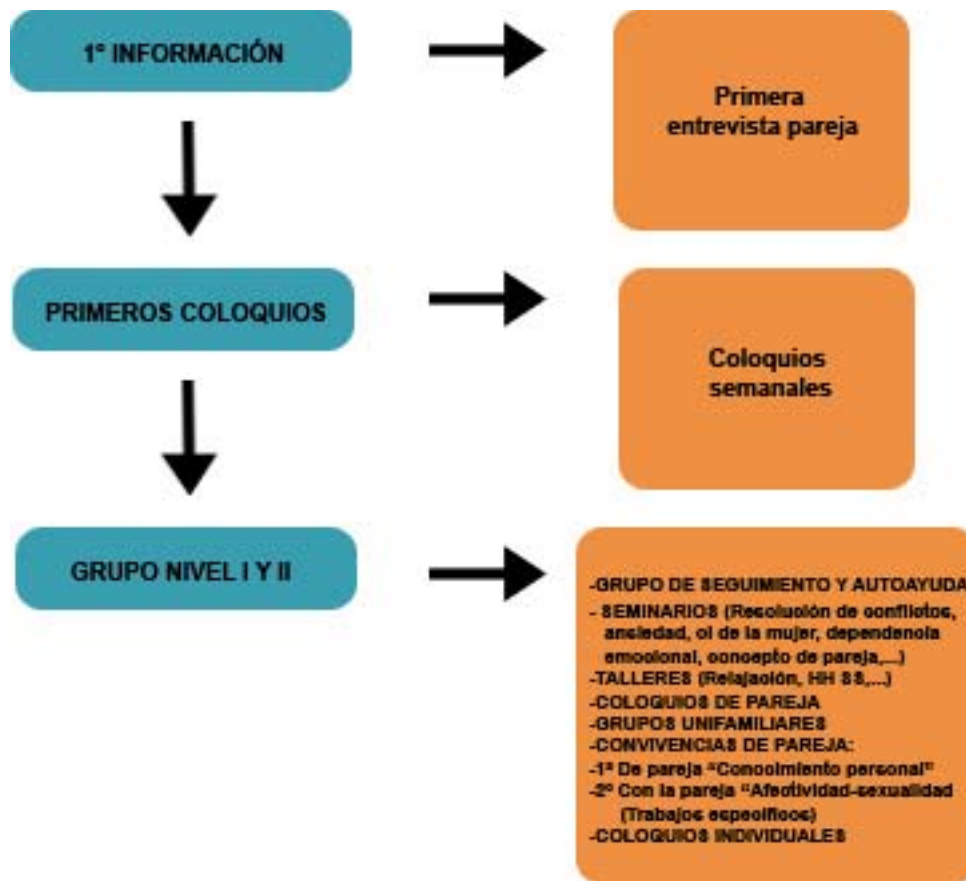 1º INFORMACIÓN
Primera
entrevista pareja
PRIMEROS COLOQUIOS
Coloquios
semanales
GRUPO NIVEL I Y II
-GRUPO DE SEGUIMIENTO Y AUTOAYUDA
- SEMINARIOS (Resolución de conflictos,
ansiedad, ol de la mujer, dependencia
emocional, concepto de pareja,...)
-TALLERES (Relajación, HH SS,...)
-COLOQUIOS DE PAREJA
-GRUPOS UNIFAMILIARES
-CONVIVENCIAS DE PAREJA:
-1ª De pareja "Conocimiento personal"
-2º Con la pareja "Afectividad-sexualidad
(Trabajos específicos)
-COLOQUIOS INDIVIDUALES